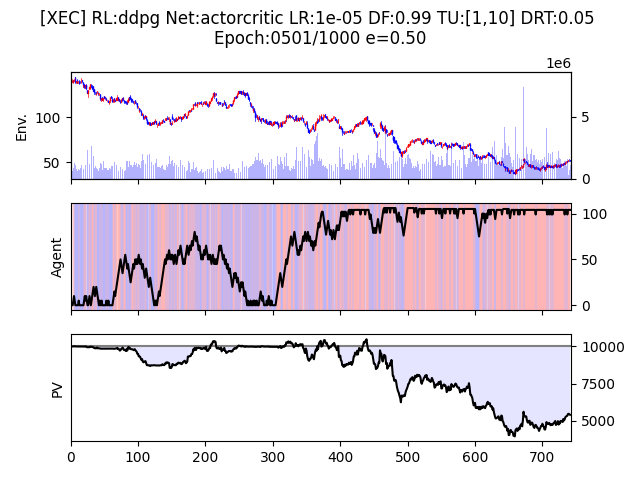 [XEC] RL:ddpg Net:actorcritic LR:1e-05 DF:0.99 TU:[1,10] DRT:0.05
Epoch:0501/1000 e=0.50
1e6
Env.
100
50
5
0
Agent
100
50
0
PV
10000
7500
5000
0 100 200 300 400 500 600 700